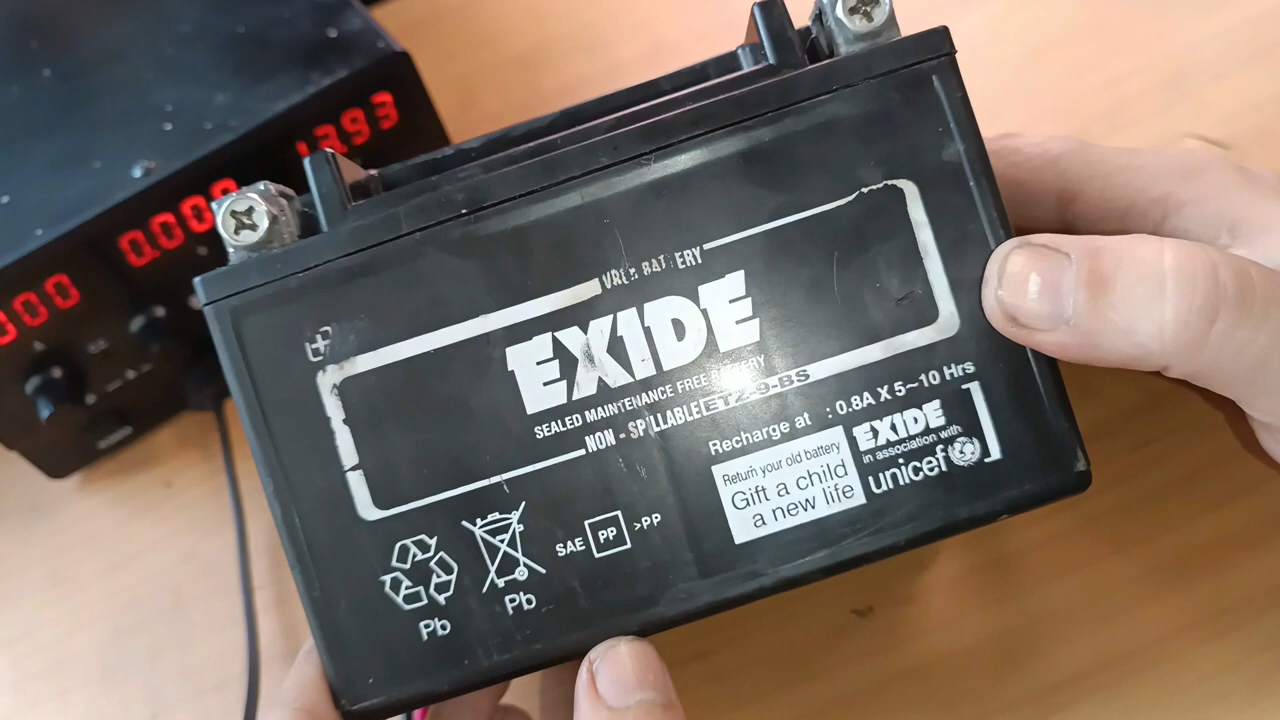 13.93
0.000
000
+
VRLA BATTERY
EXIDE
SEALED MAINTENANCE FREE BATTERY
NON - SPILLABLE ETZ-9-BS
Recharge at : 0.8A X 5~10 Hrs
Return your old battery
Gift a child
a new life
EXIDE
in association with
unicef
SAE PP >PP
Pb
Pb